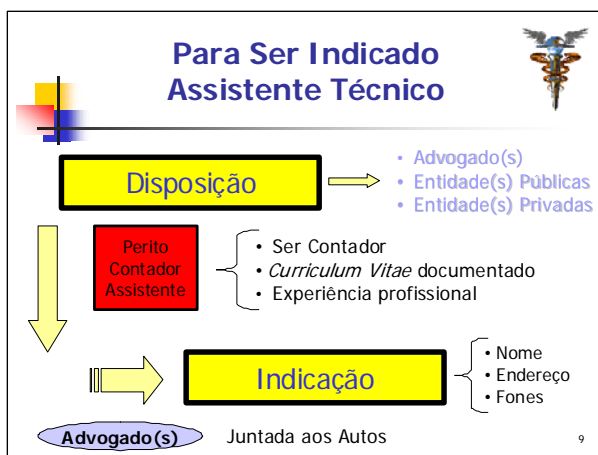 Para Ser Indicado
Assistente Técnico
Disposição
• Advogado(s)
• Entidade(s) Públicas
• Entidade(s) Privadas
Perito
Contador
Assistente
• Ser Contador
• Curriculum Vitae documentado
• Experiência profissional
Indicação
• Nome
• Endereço
• Fones
Advogado(s)
Juntada aos Autos
9